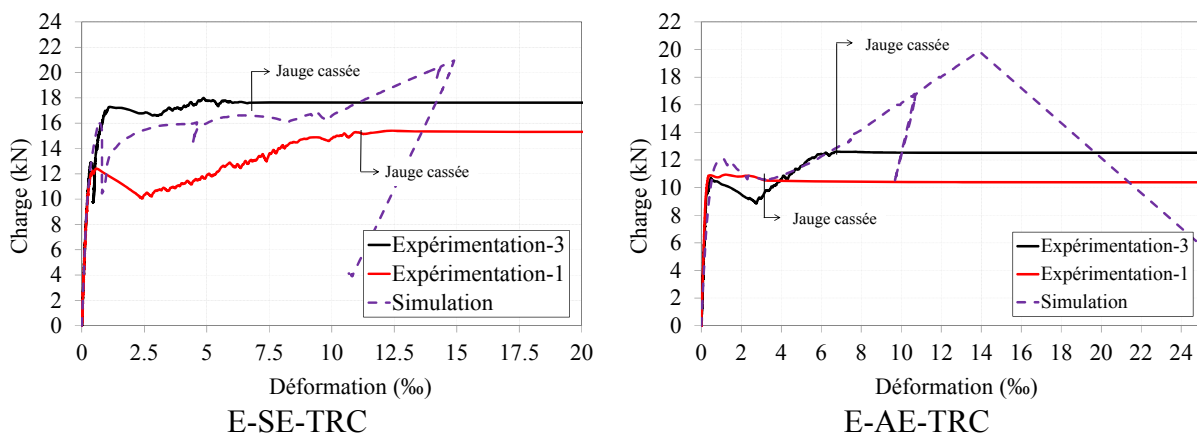 24
22
20
18
16
14
12
10
8
6
4
2
0
Charge (kN)
Jauge cassée
Jauge cassée
Expérimentation-3
Expérimentation-1
Simulation
0 2.5 5 7.5 10 12.5 15 17.5 20
Déformation (‰)
E-SE-TRC
22
20
18
16
14
12
10
8
6
4
2
0
Charge (kN)
Jauge cassée
Jauge cassée
Expérimentation-3
Expérimentation-1
Simulation
0 2 4 6 8 10 12 14 16 18 20 22 24
Déformation (‰)
E-AE-TRC